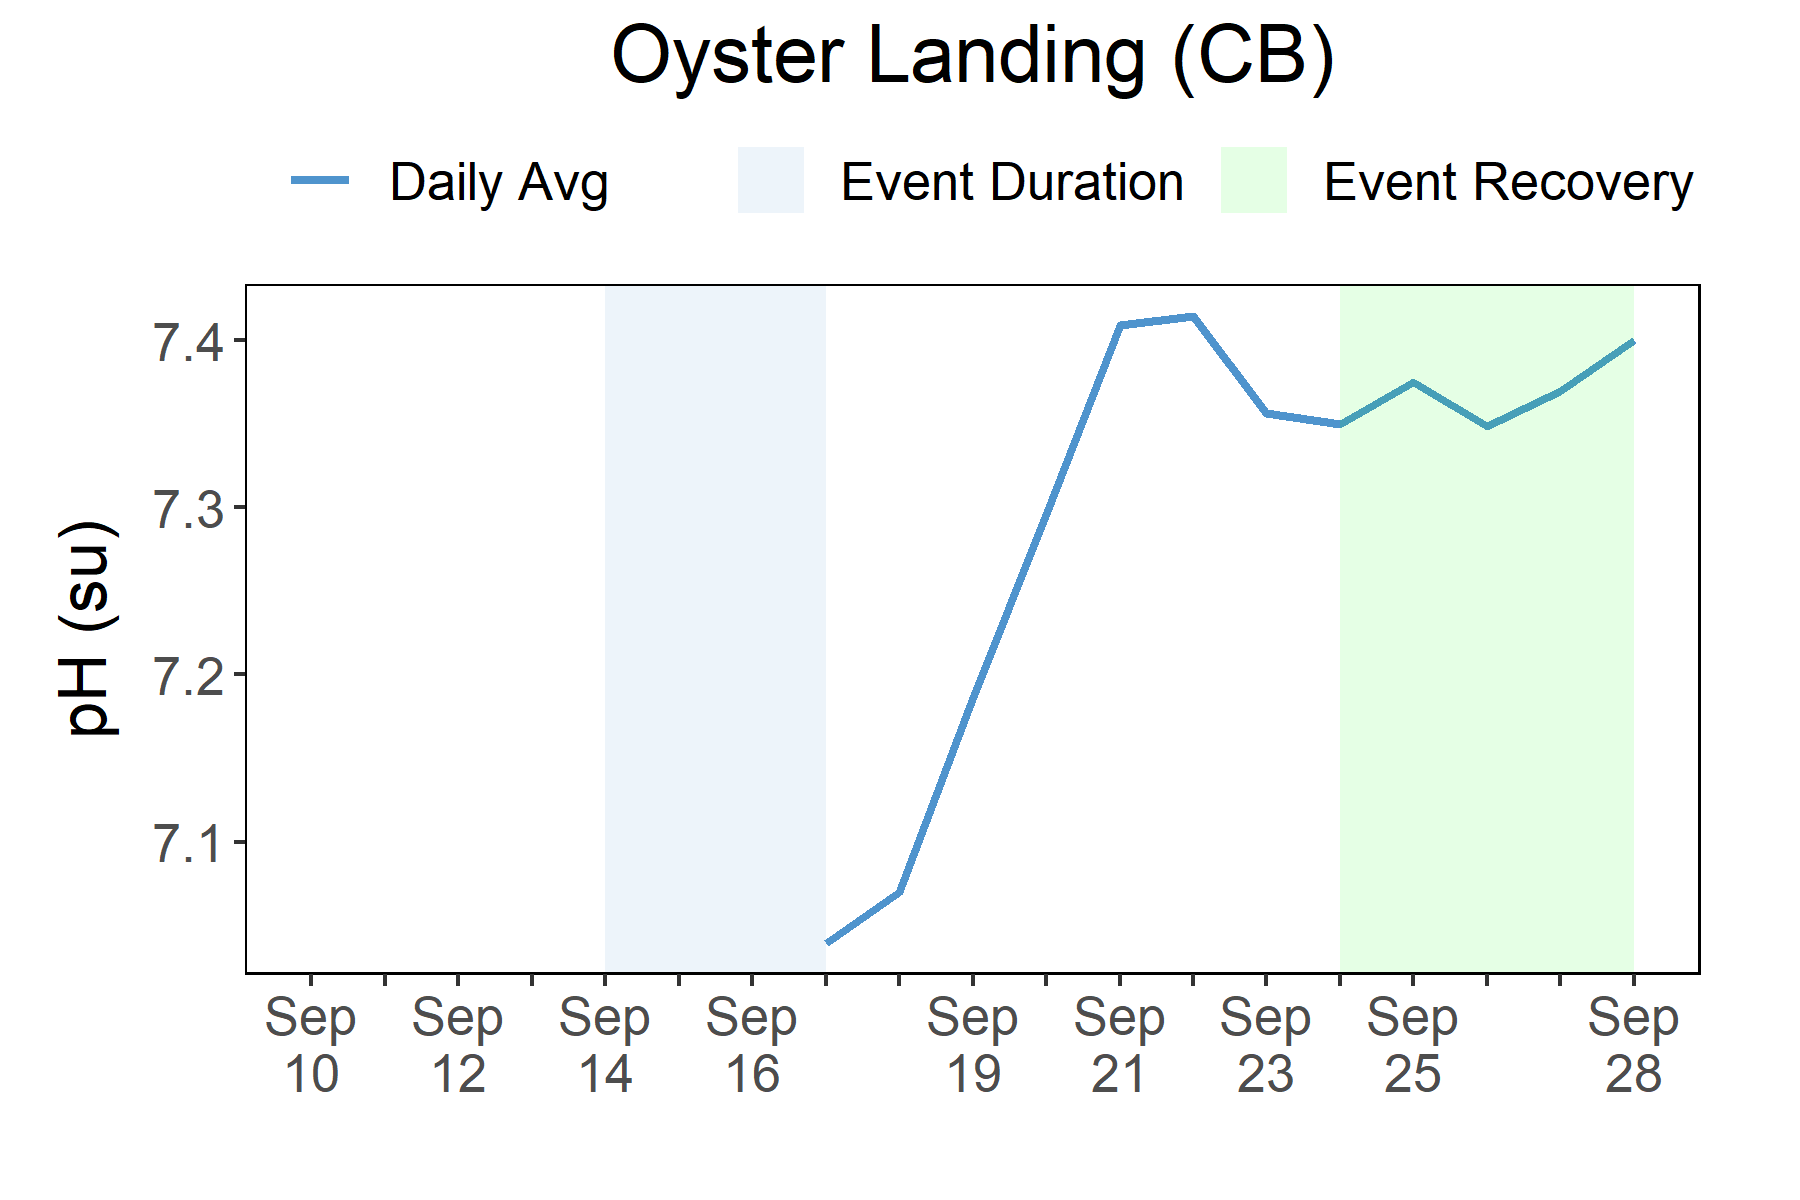 Oyster Landing (CB)
Daily Avg Event Duration Event Recovery
pH (su)
7.4
7.3
7.2
7.1
Sep Sep Sep Sep Sep Sep Sep Sep Sep
10 12 14 16 19 21 23 25 28